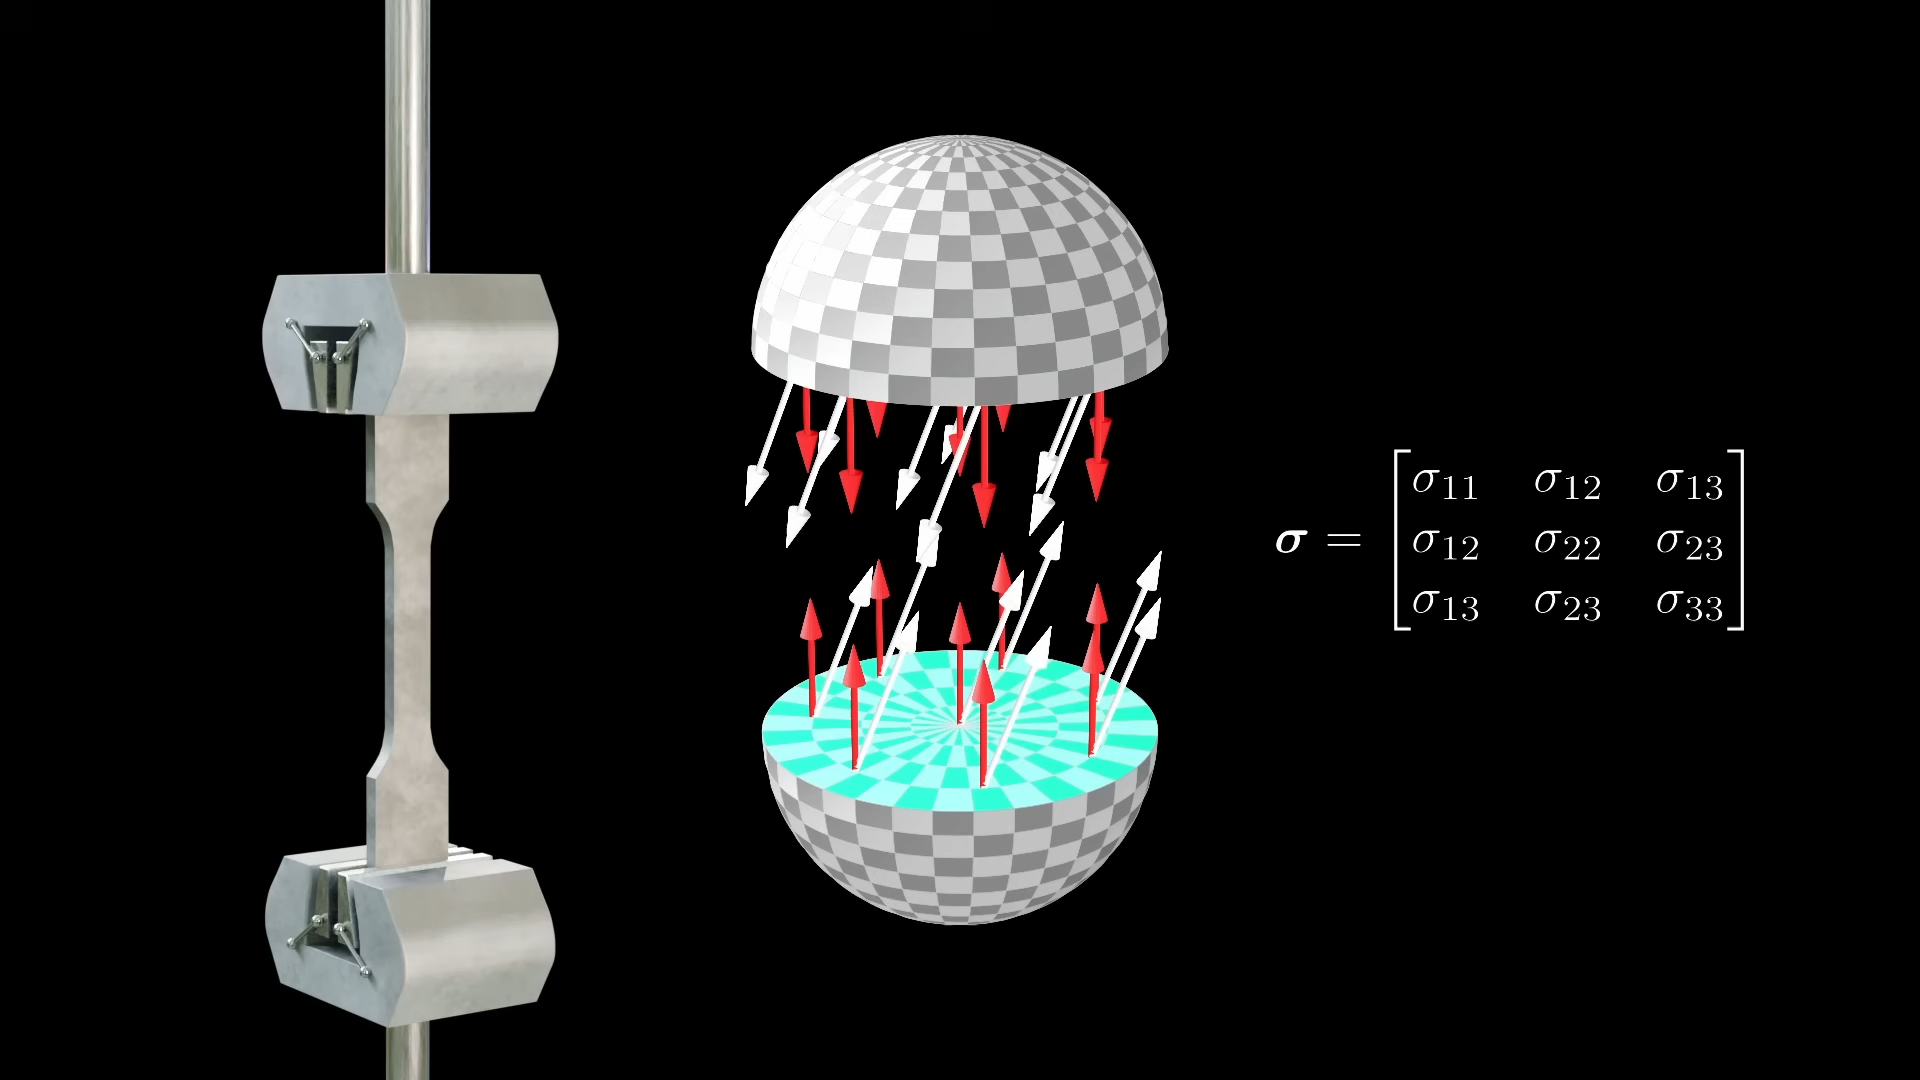 σ = [σ₁₁ σ₁₂ σ₁₃
σ₁₂ σ₂₂ σ₂₃
σ₁₃ σ₂₃ σ₃₃]